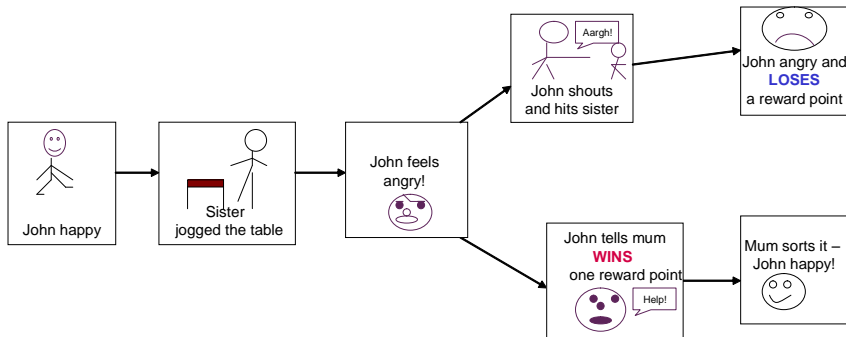 John happy
Sister
jogged the table
John feels
angry!
Aargh!
John shouts
and hits sister
John angry and
LOSES
a reward point
John tells mum
WINS
one reward point
Help!
Mum sorts it –
John happy!